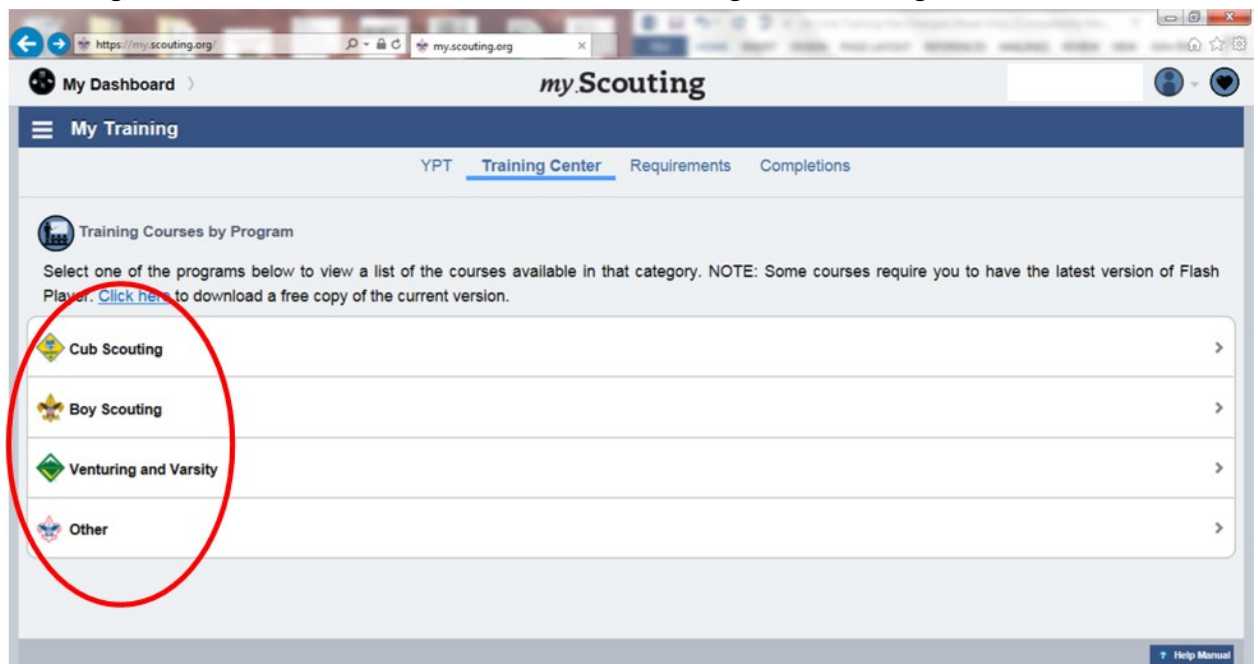 https://my.scouting.org/
my.scouting.org
My Dashboard
my.Scouting
My Training
YPT Training Center Requirements Completions
Training Courses by Program
Select one of the programs below to view a list of the courses available in that category. NOTE: Some courses require you to have the latest version of Flash
Player. Click here to download a free copy of the current version.
Cub Scouting
Boy Scouting
Venturing and Varsity
Other
? Help Manual